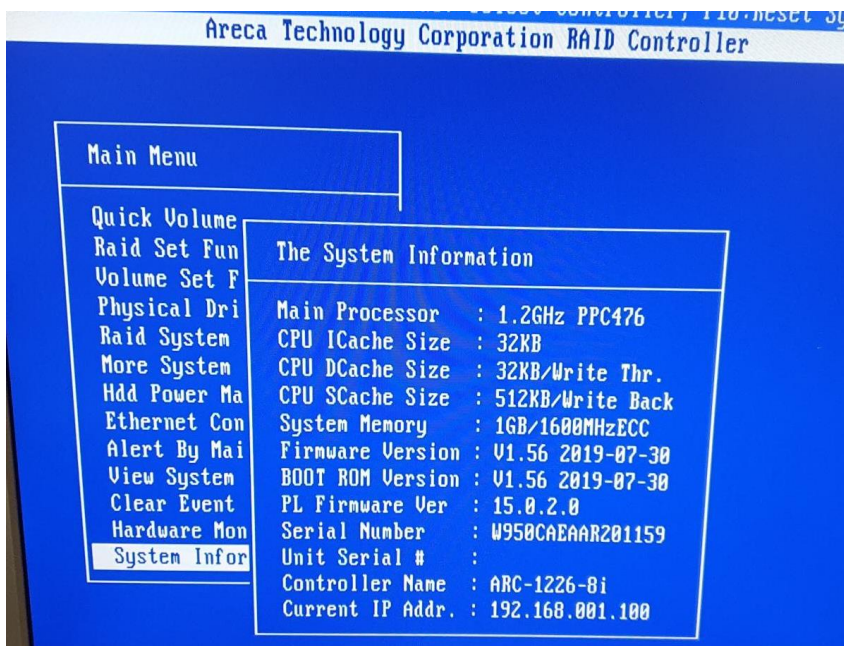 Areca Technology Corporation RAID Controller
Main Menu
Quick Volume
Raid Set Fun
Volume Set F
Physical Dri
Raid System
More System
Hdd Power Ma
Ethernet Con
Alert By Mai
View System
Clear Event
Hardware Mon
System Infor
The System Information
Main Processor : 1.2GHz PPC476
CPU ICache Size : 32KB
CPU DCache Size : 32KB/Write Thr.
CPU SCache Size : 512KB/Write Back
System Memory : 1GB/1600MHzECC
Firmware Version : V1.56 2019-07-30
BOOT ROM Version : V1.56 2019-07-30
PL Firmware Ver : 15.0.2.0
Serial Number : W950CAEAAR201159
Unit Serial # :
Controller Name : ARC-1226-8i
Current IP Addr. : 192.168.001.100